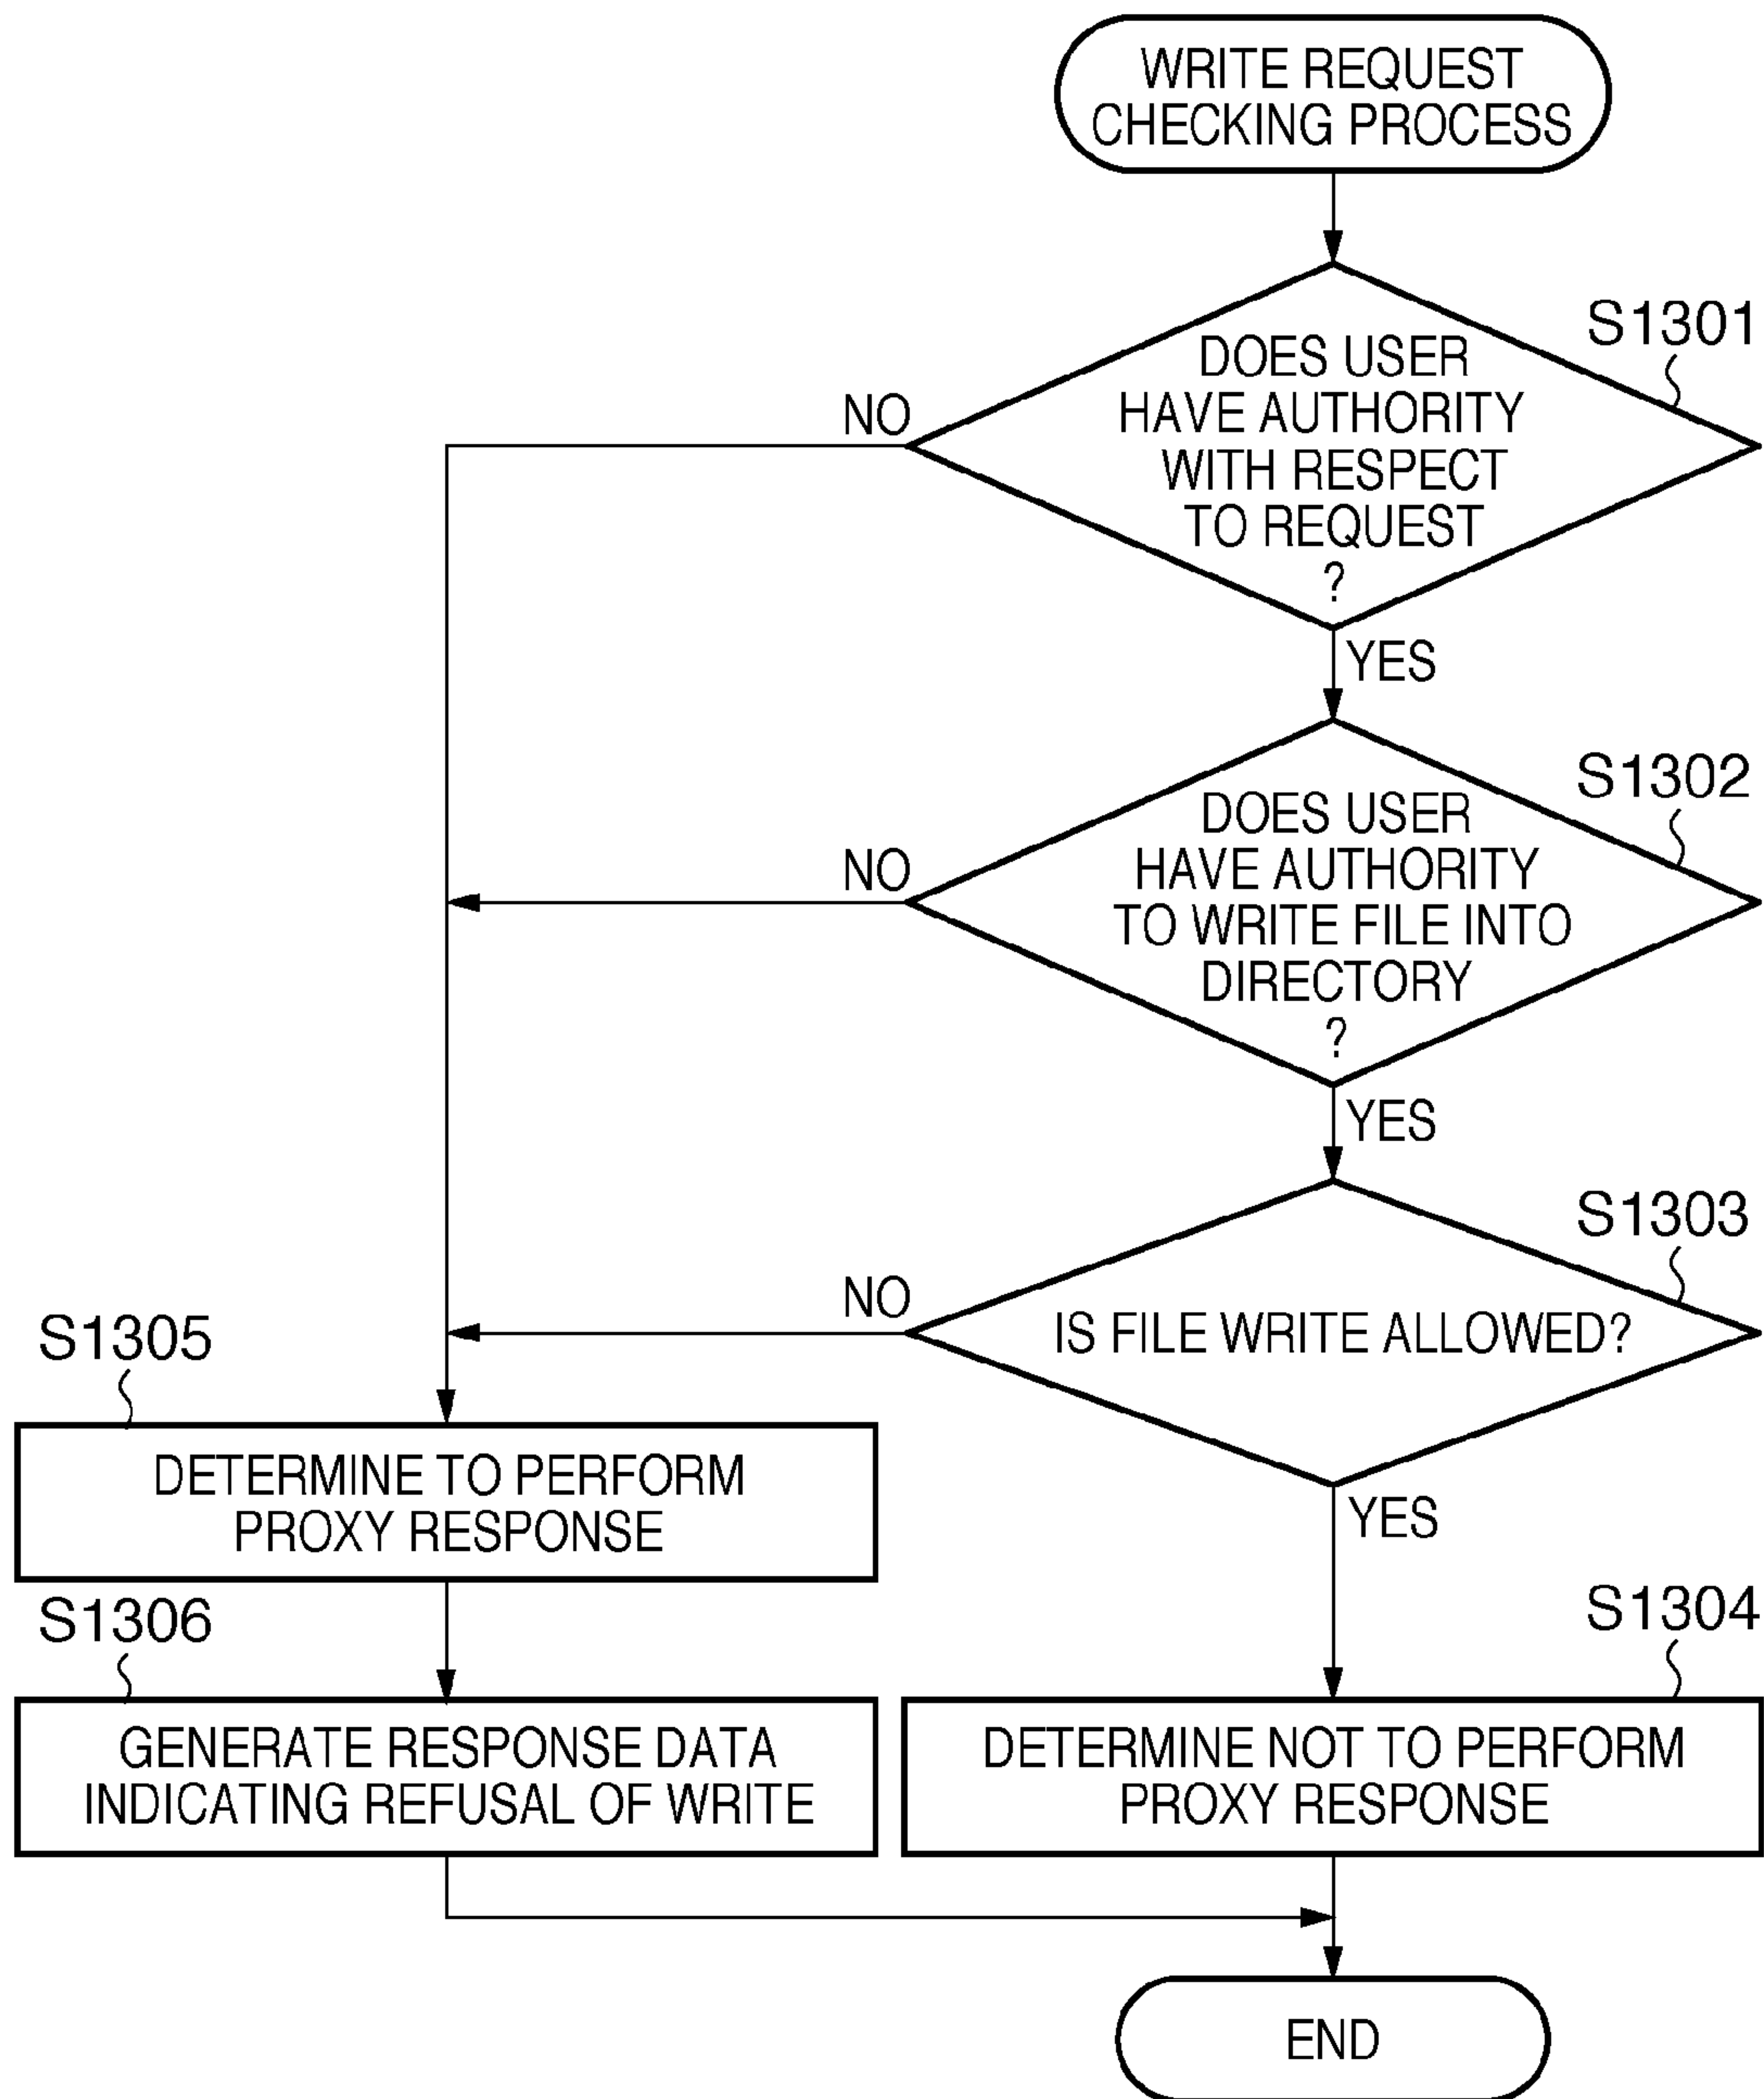 WRITE REQUEST
CHECKING PROCESS
S1301
DOES USER
HAVE AUTHORITY
WITH RESPECT
TO REQUEST
?
NO
YES
S1302
DOES USER
HAVE AUTHORITY
TO WRITE FILE INTO
DIRECTORY
?
NO
YES
S1303
IS FILE WRITE ALLOWED?
NO
YES
S1305
DETERMINE TO PERFORM
PROXY RESPONSE
S1306
GENERATE RESPONSE DATA
INDICATING REFUSAL OF WRITE
S1304
DETERMINE NOT TO PERFORM
PROXY RESPONSE
END